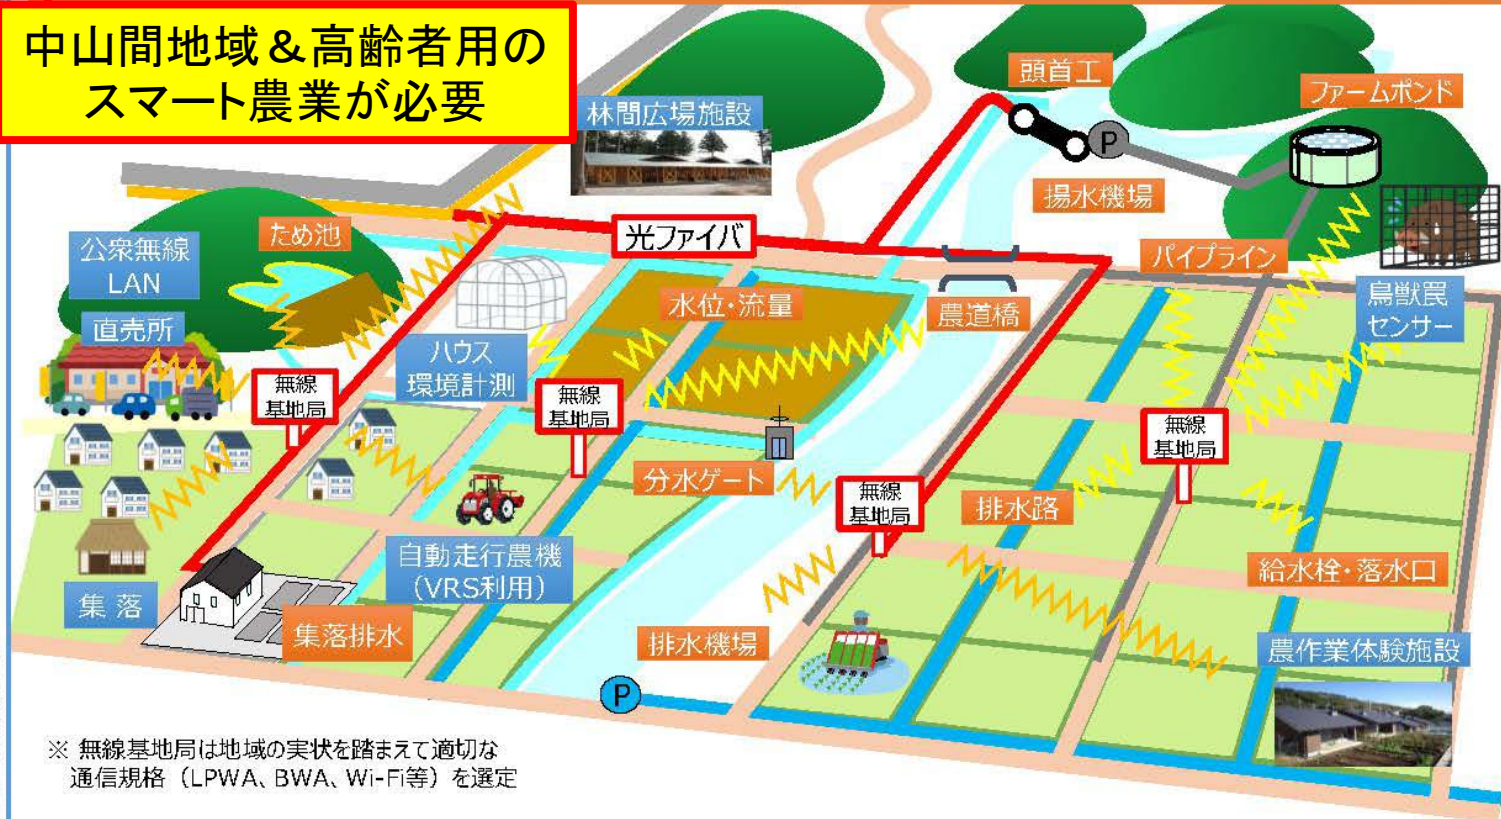 中山間地域＆高齢者用の
スマート農業が必要
林間広場施設
頭首工
ファームポンド
P
揚水機場
ため池
光ファイバ
パイプライン
公衆無線
LAN
水位・流量
農道橋
鳥獣罠
センサー
直売所
ハウス
環境計測
無線
基地局
無線
基地局
無線
基地局
分水ゲート
無線
基地局
排水路
自動走行農機
(VRS利用)
給水栓・落水口
集 落
集落排水
排水機場
農作業体験施設
P
※ 無線基地局は地域の実状を踏まえて適切な
通信規格（LPWA、BWA、Wi-Fi等）を選定